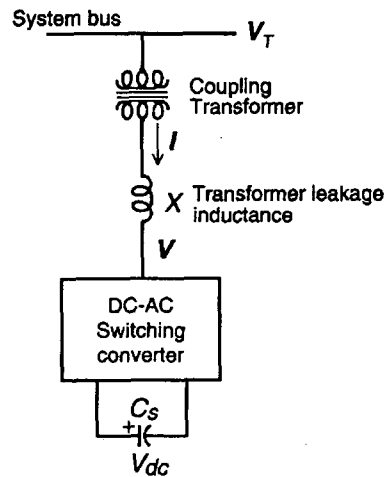 System bus
V_T
Coupling
Transformer
I
X Transformer leakage
inductance
V
DC-AC
Switching
converter
C_s
+
V_dc